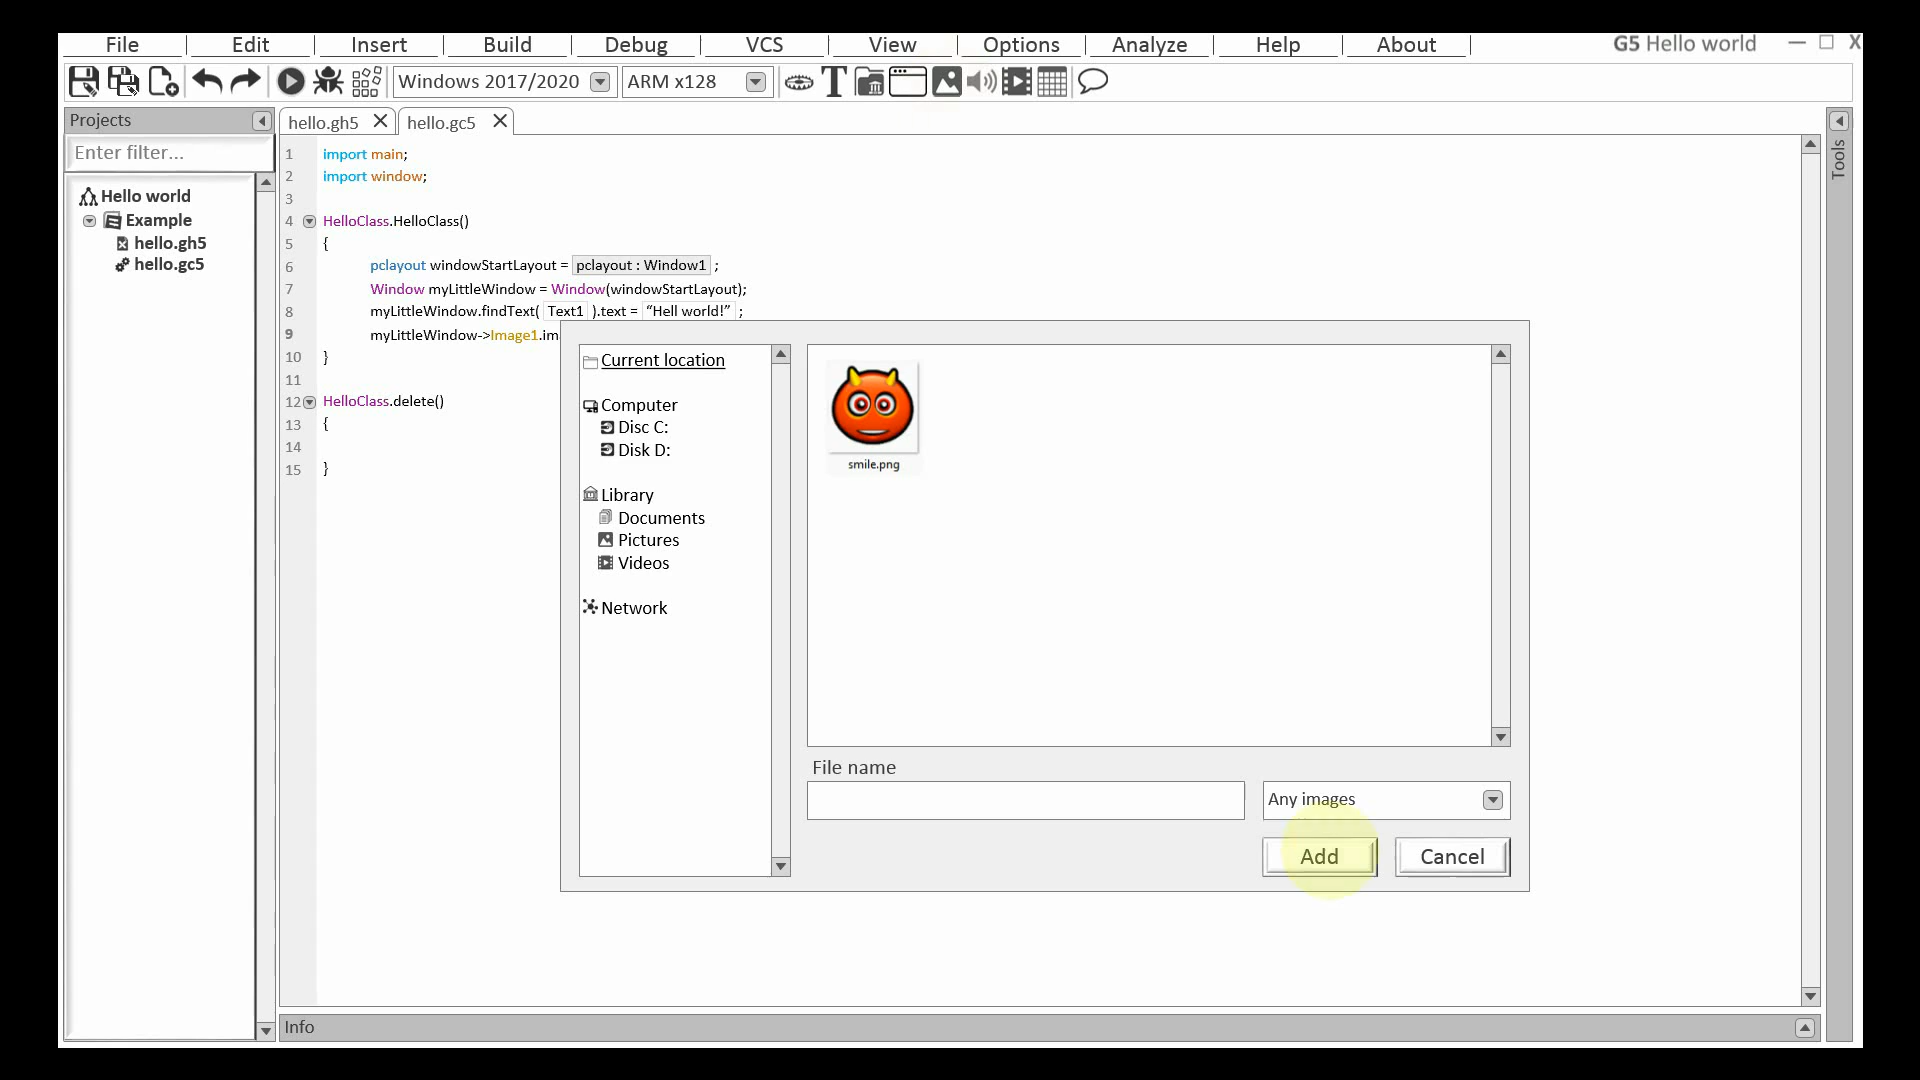 File Edit Insert Build Debug VCS View Options Analyze Help About G5 Hello world
Windows 2017/2020 ARM x128
Projects
Enter filter...
Hello world
Example
hello.gh5
hello.gc5
hello.gh5 hello.gc5
1 import main;
2 import window;
3
4 HelloClass.HelloClass()
5 {
6 pclayout windowStartLayout = pclayout : Window1 ;
7 Window myLittleWindow = Window(windowStartLayout);
8 myLittleWindow.findText( Text1 ).text = “Hell world!” ;
9 myLittleWindow->Image1.im
10 }
11
12 HelloClass.delete()
13 {
14
15 }
Current location
Computer
Disc C:
Disk D:
Library
Documents
Pictures
Videos
Network
smile.png
File name
Any images
Add Cancel
Tools
Info